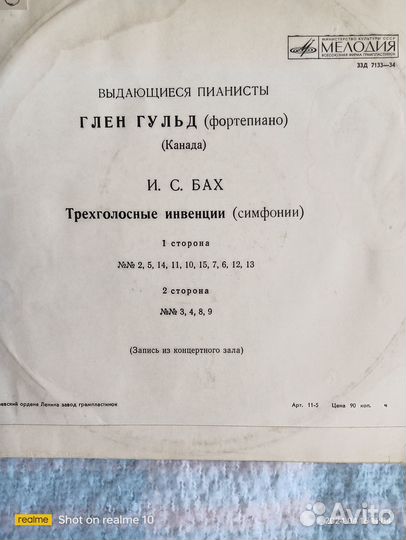 МИНИСТЕРСТВО КУЛЬТУРЫ СССР
МЕЛОДИЯ
ВСЕСОЮЗНАЯ ФИРМА ГРАМПЛАСТИНОК
33Д 7133—34
ВЫДАЮЩИЕСЯ ПИАНИСТЫ
ГЛЕН ГУЛЬД (фортепиано)
(Канада)
И. С. БАХ
Трехголосные инвенции (симфонии)
1 сторона
№№ 2, 5, 14, 11, 10, 15, 7, 6, 12, 13
2 сторона
№№ 3, 4, 8, 9
(Запись из концертного зала)
ордена Ленина завод грампластинок
Арт. 11-5 Цена 90 коп. ч
realme Shot on realme 10
Avito